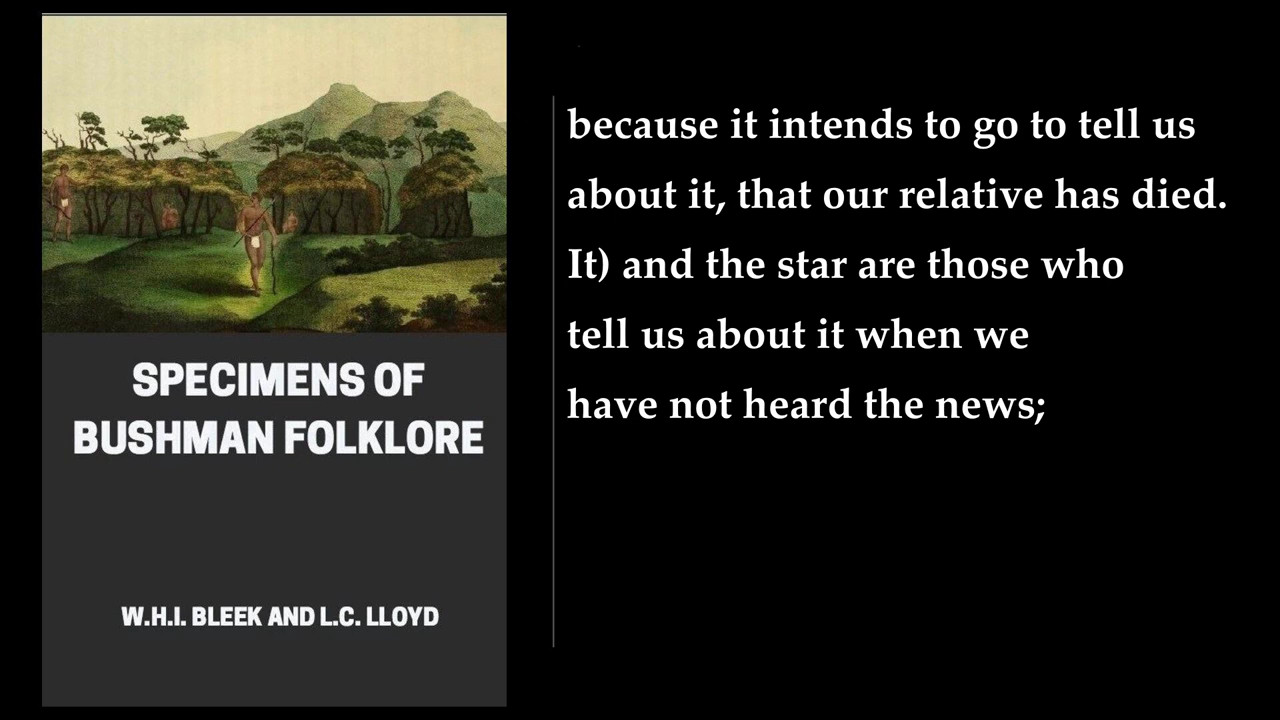 SPECIMENS OF
BUSHMAN FOLKLORE
W.H.I. BLEEK AND L.C. LLOYD
because it intends to go to tell us
about it, that our relative has died.
It) and the star are those who
tell us about it when we
have not heard the news;